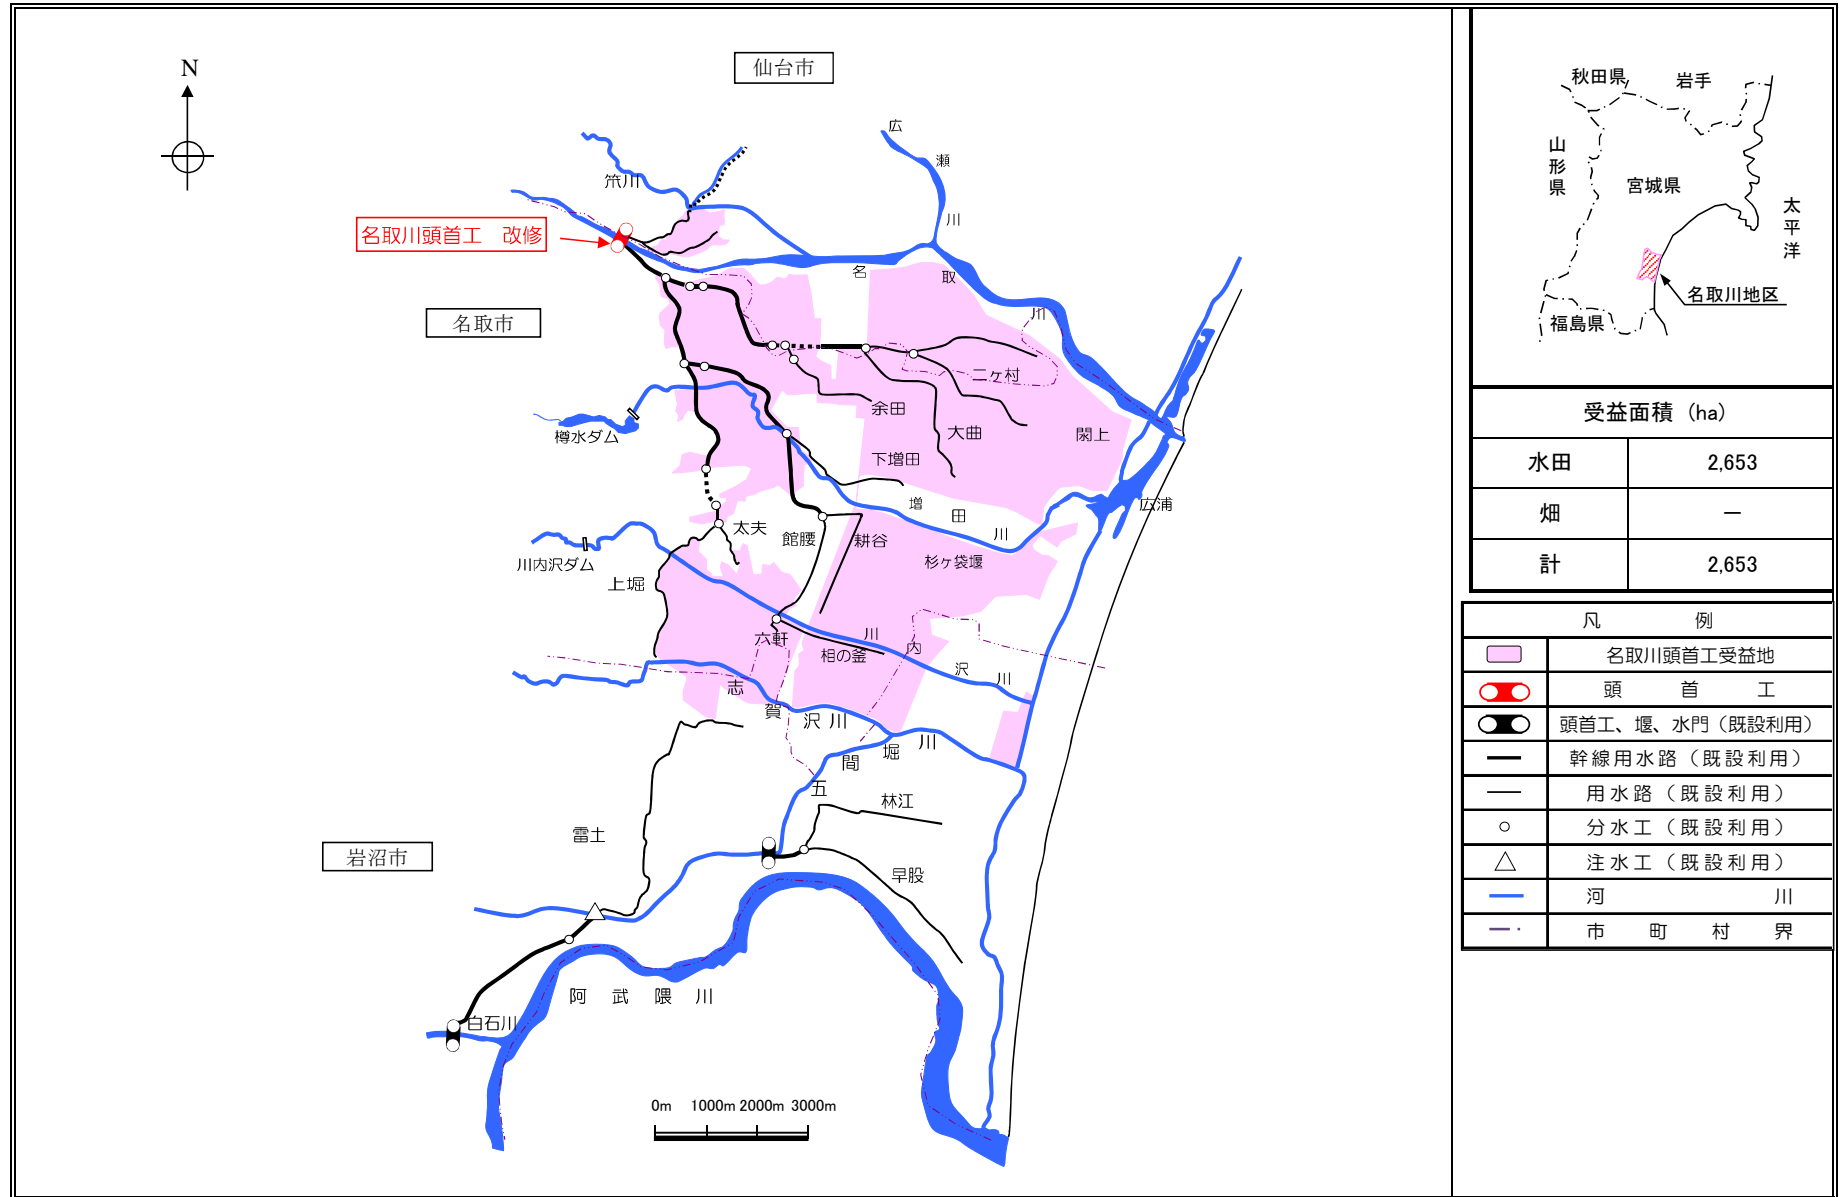 N
仙台市
広瀬川
笊川
名取川頭首工　改修
名取川
名取市
二ヶ村
余田
大曲
閖上
樽水ダム
下増田
増田川
広浦
太夫
館腰
耕谷
杉ヶ袋堰
川内沢ダム
上堀
六軒
相の釜
川内沢川
志賀沢川
五間堀川
林江
雷土
岩沼市
早股
阿武隈川
白石川
0m 1000m 2000m 3000m
秋田県
岩手
山形県
宮城県
太平洋
名取川地区
福島県
受益面積（ha）
水田 2,653
畑 －
計 2,653
凡例
名取川頭首工受益地
頭首工
頭首工、堰、水門（既設利用）
幹線用水路（既設利用）
用水路（既設利用）
分水工（既設利用）
注水工（既設利用）
河川
市町村界